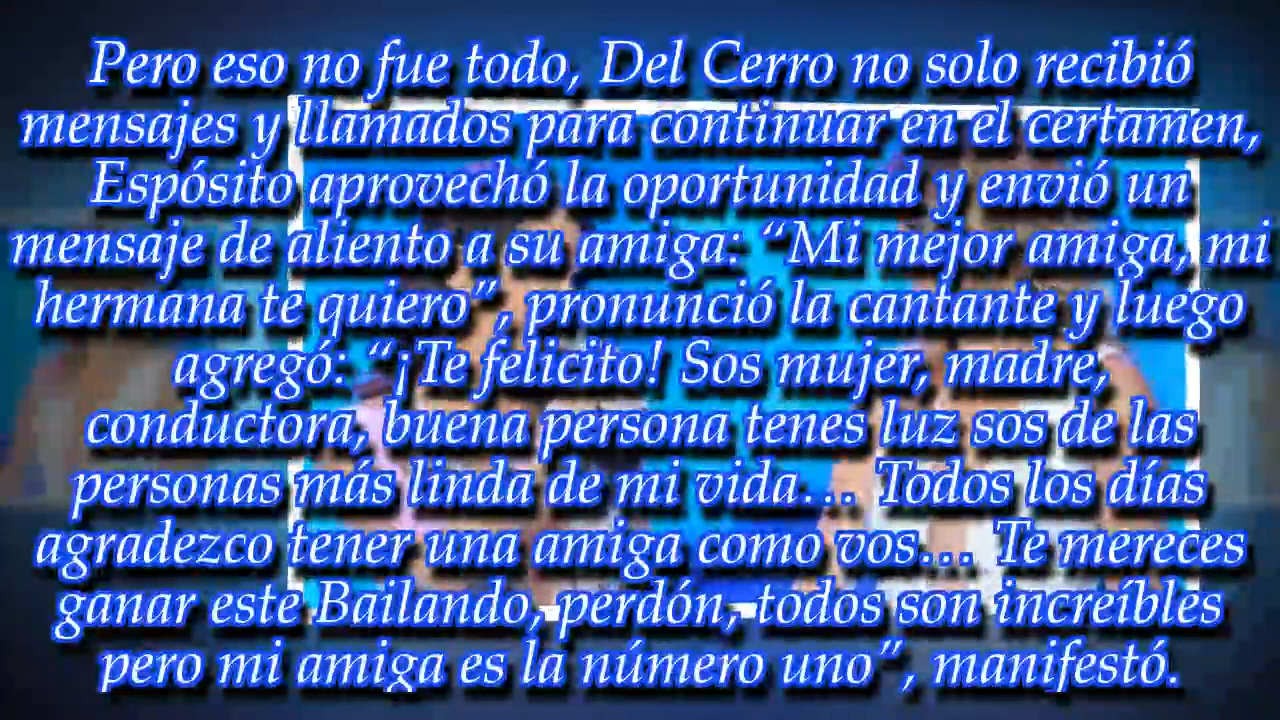 Pero eso no fue todo, Del Cerro no solo recibió
mensajes y llamados para continuar en el certamen,
Espósito aprovechó la oportunidad y envió un
mensaje de aliento a su amiga: “Mi mejor amiga, mi
hermana te quiero”, pronunció la cantante y luego
agregó: “¡Te felicito! Sos mujer, madre,
conductora, buena persona tenes luz sos de las
personas más linda de mi vida… Todos los días
agradezco tener una amiga como vos… Te mereces
ganar este Bailando, perdón, todos son increíbles
pero mi amiga es la número uno”, manifestó.